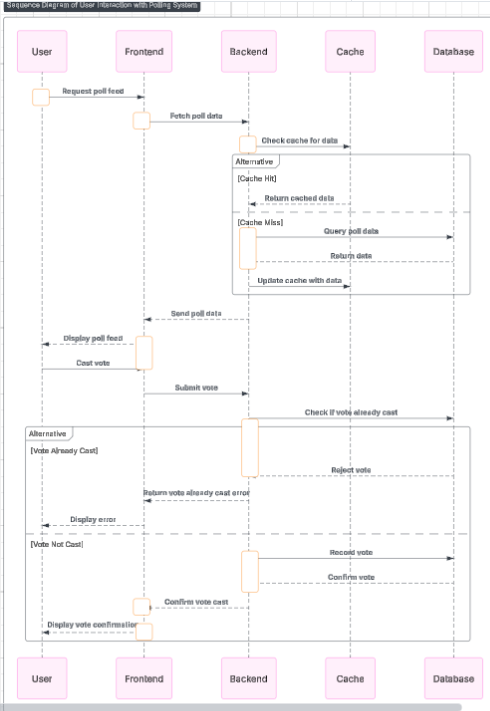 Sequence Diagram of User Interaction with Polling System
User Frontend Backend Cache Database
Request poll feed
Fetch poll data
Check cache for data
Alternative
[Cache Hit]
Return cached data
[Cache Miss]
Query poll data
Return data
Update cache with data
Send poll data
Display poll feed
Cast vote
Submit vote
Check if vote already cast
Alternative
[Vote Already Cast]
Reject vote
Return vote already cast error
Display error
[Vote Not Cast]
Record vote
Confirm vote
Confirm vote cast
Display vote confirmation
User Frontend Backend Cache Database